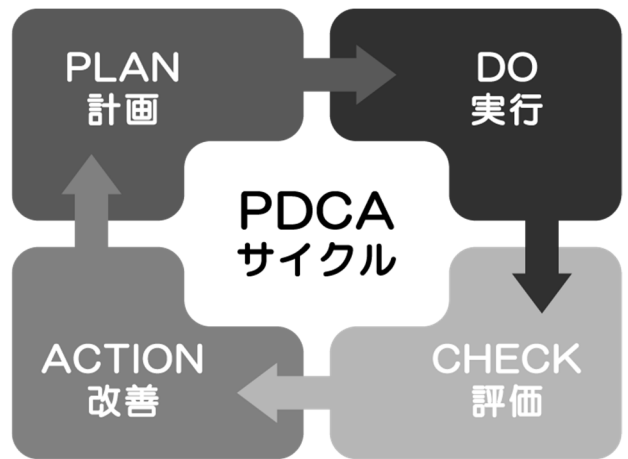 PLAN
計画
DO
実行
PDCA
サイクル
ACTION
改善
CHECK
評価